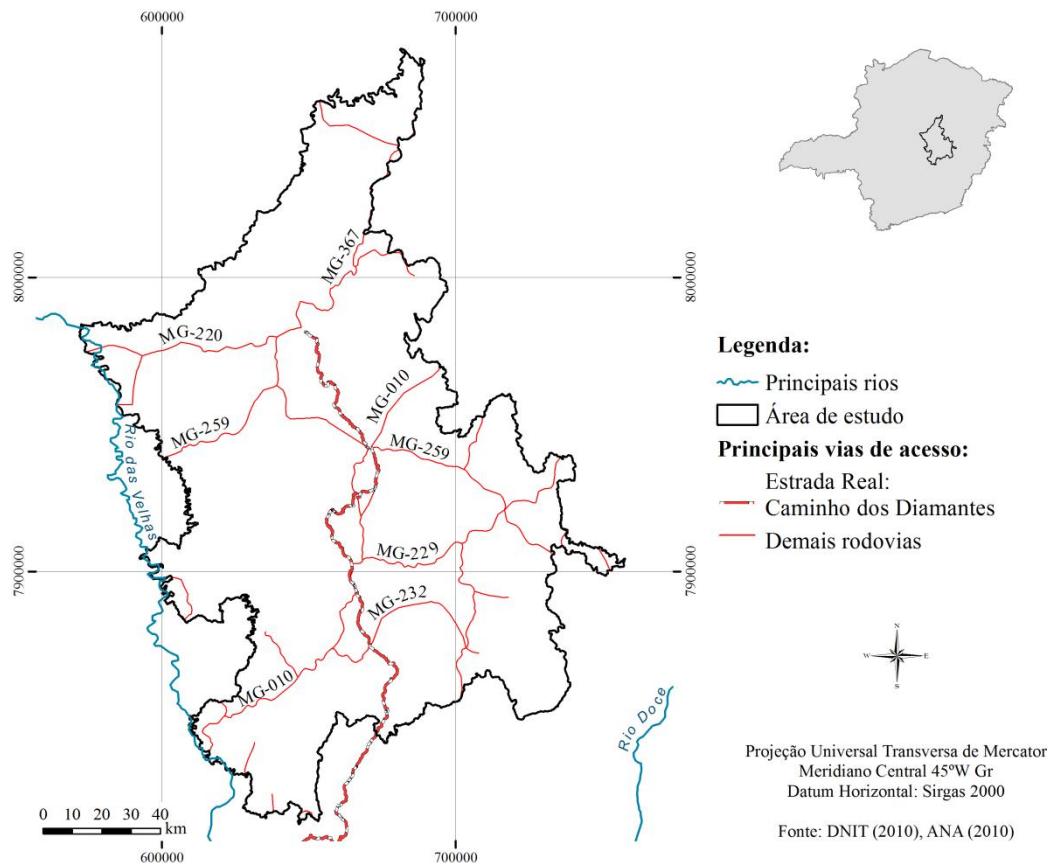 600000
700000
8000000
8000000
7900000
7900000
MG-367
MG-220
MG-010
MG-259
MG-259
Rio das Velhas
MG-229
MG-232
MG-010
Rio Doce
0 10 20 30 40
km
600000
700000
Legenda:
Principais rios
Área de estudo
Principais vias de acesso:
Estrada Real:
Caminho dos Diamantes
Demais rodovias
N
W
E
S
Projeção Universal Transversa de Mercator
Meridiano Central 45ºW Gr
Datum Horizontal: Sirgas 2000
Fonte: DNIT (2010), ANA (2010)